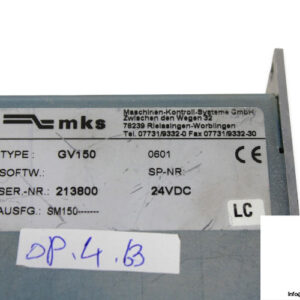 mks
Maschinen-Kontroll-Systeme GmbH
Zwischen den Wegen 32
78239 Rielasingen-Worblingen
Tel. 07731/9332-0 Fax 07731/9332-30
TYPE : GV150 0601 CE
SOFTW.: SP-NR
SER.-NR.: 213800 24VDC
AUSFG.: SM150------
LC
OP.4.B